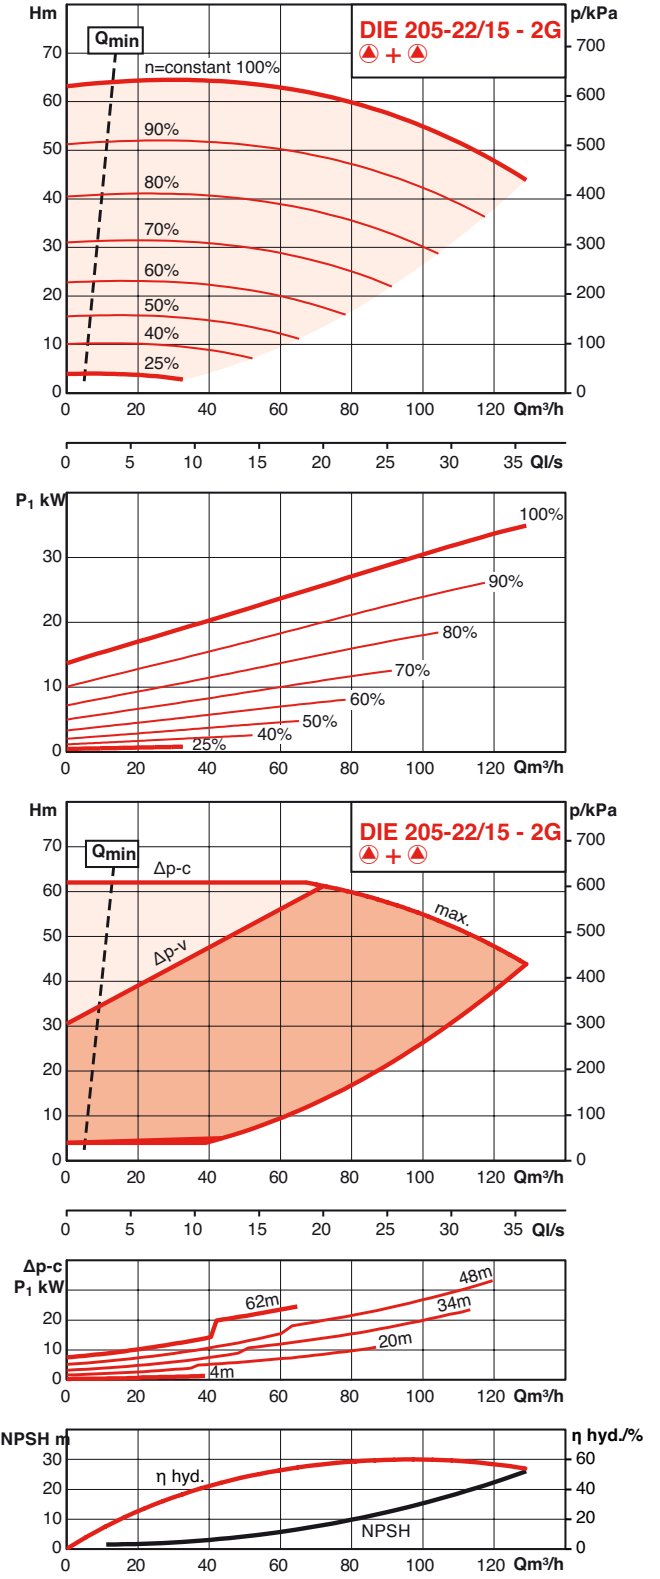 Hm
p/kPa
DIE 205-22/15 - 2G
+
Qmin
n=constant 100%
90%
80%
70%
60%
50%
40%
25%
70
60
50
40
30
20
10
0
700
600
500
400
300
200
100
0
0 20 40 60 80 100 120 Qm³/h
0 5 10 15 20 25 30 35 Ql/s
P₁ kW
30
20
10
0
100%
90%
80%
70%
60%
50%
40%
25%
0 20 40 60 80 100 120 Qm³/h
Hm
p/kPa
DIE 205-22/15 - 2G
+
Qmin
Δp-c
Δp-v
max.
70
60
50
40
30
20
10
0
700
600
500
400
300
200
100
0
0 20 40 60 80 100 120 Qm³/h
0 5 10 15 20 25 30 35 Ql/s
Δp-c
P₁ kW
20
10
0
62m
48m
34m
20m
4m
0 20 40 60 80 100 120 Qm³/h
NPSH m
η hyd./%
30
20
10
0
60
40
20
0
η hyd.
NPSH
0 20 40 60 80 100 120 Qm³/h